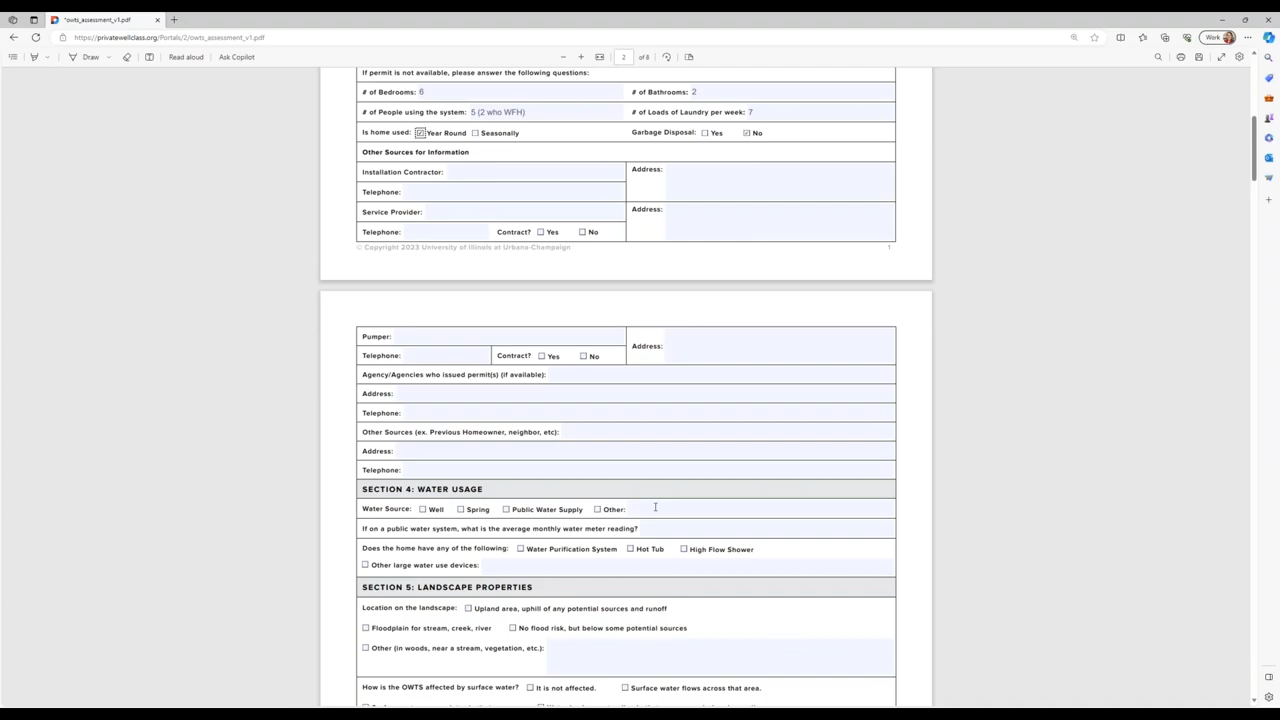 *owts_assessment_v1.pdf
https://privatewellclass.org/Portals/2/owts_assessment_v1.pdf
Work
Draw Read aloud Ask Copilot 2 of 8
If permit is not available, please answer the following questions:
# of Bedrooms: 6 # of Bathrooms: 2
# of People using the system: 5 (2 who WFH) # of Loads of Laundry per week: 7
Is home used: Year Round Seasonally Garbage Disposal: Yes No
Other Sources for Information
Installation Contractor: Address:
Telephone:
Service Provider: Address:
Telephone: Contract? Yes No
© Copyright 2023 University of Illinois at Urbana-Champaign 1
Pumper: Address:
Telephone: Contract? Yes No
Agency/Agencies who issued permit(s) (if available):
Address:
Telephone:
Other Sources (ex. Previous Homeowner, neighbor, etc):
Address:
Telephone:
SECTION 4: WATER USAGE
Water Source: Well Spring Public Water Supply Other:
If on a public water system, what is the average monthly water meter reading?
Does the home have any of the following: Water Purification System Hot Tub High Flow Shower
Other large water use devices:
SECTION 5: LANDSCAPE PROPERTIES
Location on the landscape: Upland area, uphill of any potential sources and runoff
Floodplain for stream, creek, river No flood risk, but below some potential sources
Other (in woods, near a stream, vegetation, etc.):
How is the OWTS affected by surface water? It is not affected. Surface water flows across that area.